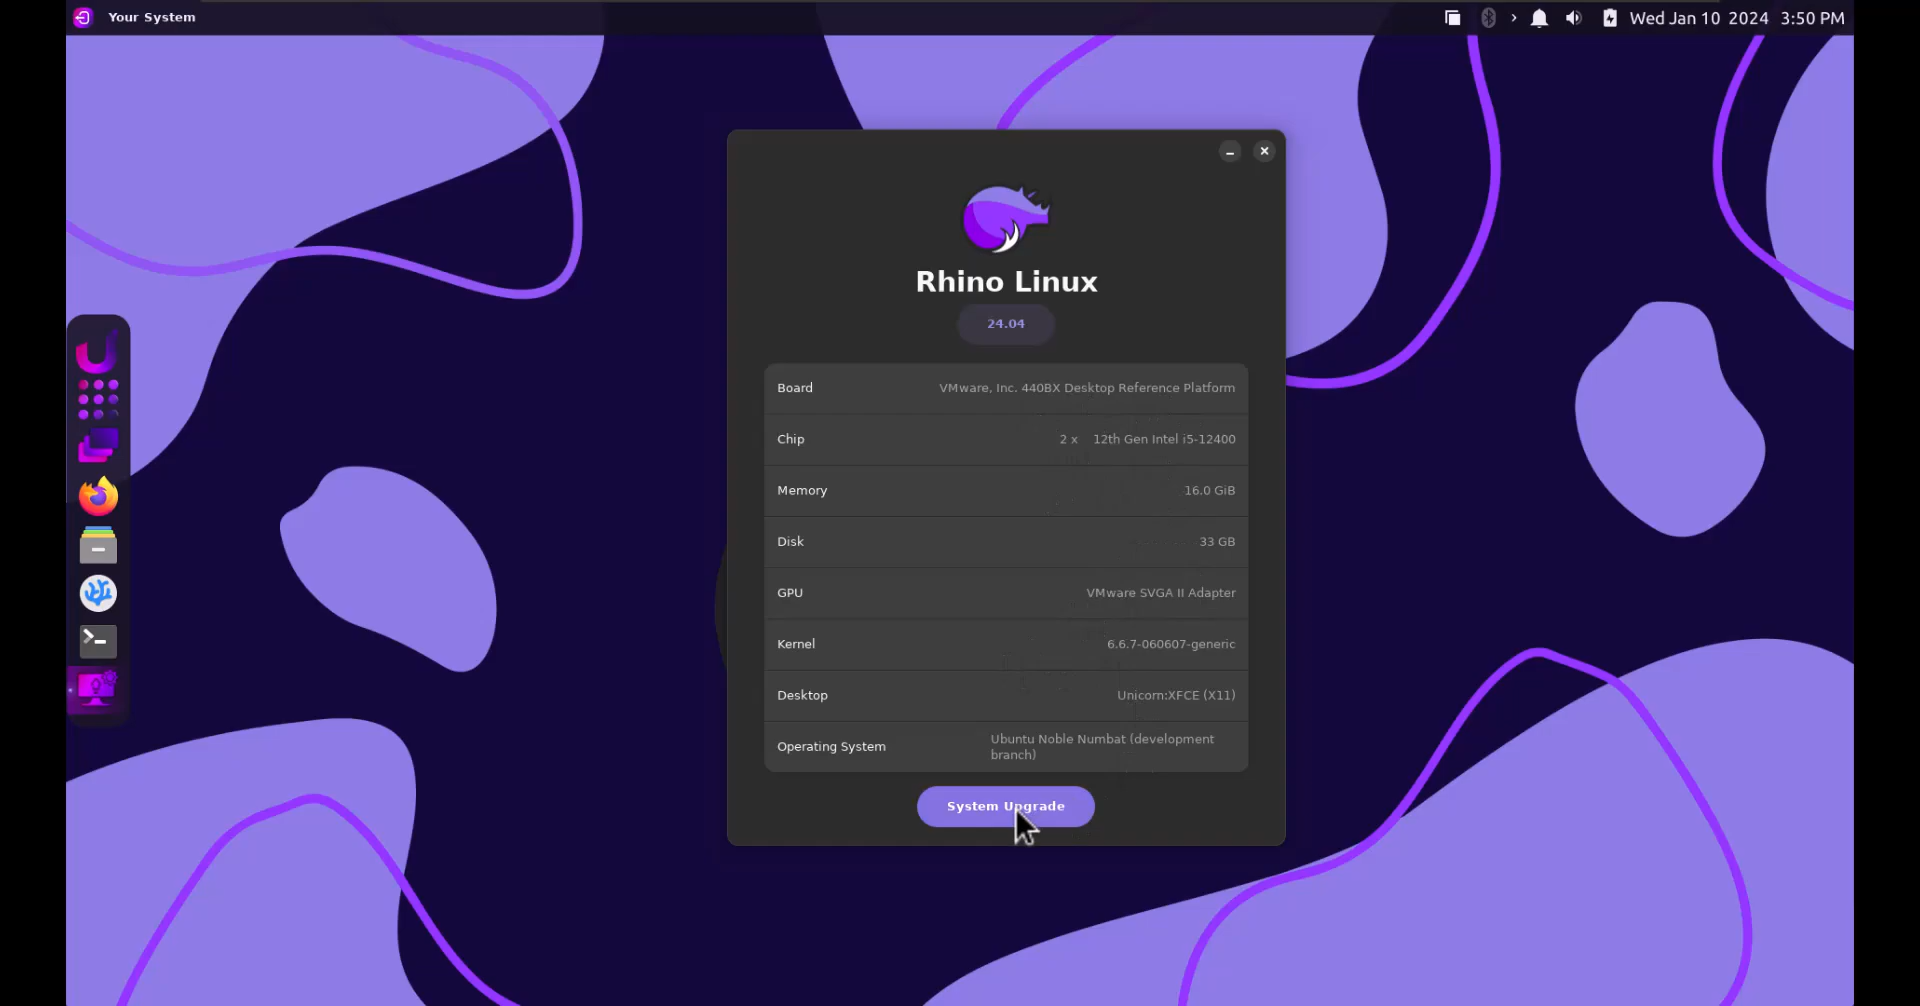 Your System
Wed Jan 10 2024 3:50 PM
Rhino Linux
24.04
Board VMware, Inc. 440BX Desktop Reference Platform
Chip 2 x 12th Gen Intel i5-12400
Memory 16.0 GiB
Disk 33 GB
GPU VMware SVGA II Adapter
Kernel 6.6.7-060607-generic
Desktop Unicorn:XFCE (X11)
Operating System Ubuntu Noble Numbat (development
branch)
System Upgrade